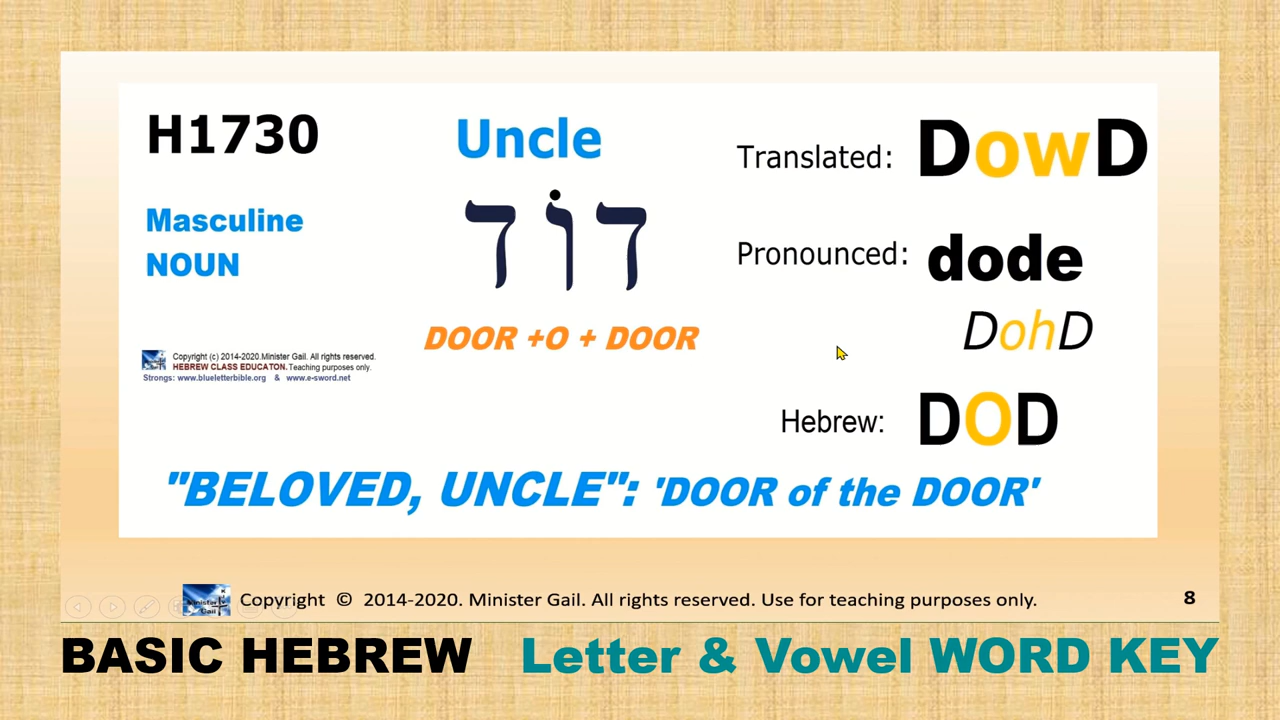 H1730
Masculine
NOUN
Uncle
דוֹד
DOOR +O + DOOR
Translated: DowD
Pronounced: dode
DohD
Hebrew: DOD
Copyright (c) 2014-2020.Minister Gail. All rights reserved.
HEBREW CLASS EDUCATON. Teaching purposes only.
Strongs: www.blueletterbible.org & www.e-sword.net
"BELOVED, UNCLE": 'DOOR of the DOOR'
Minister Gail
Copyright © 2014-2020. Minister Gail. All rights reserved. Use for teaching purposes only.
8
BASIC HEBREW Letter & Vowel WORD KEY